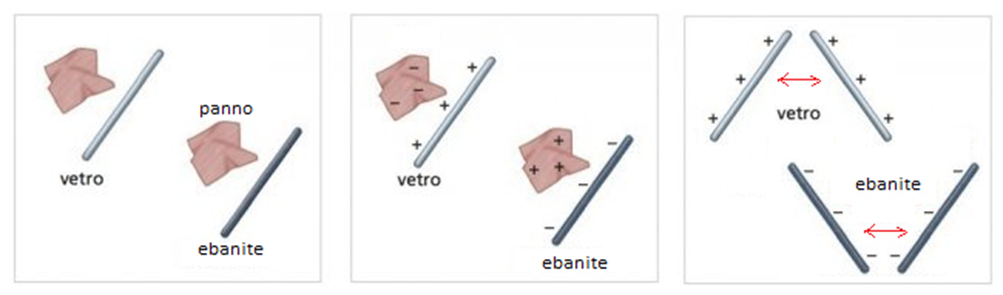 panno
vetro
ebanite
- 
- -
+
+
+
vetro
+
+ +
-
-
-
ebanite
+ +
+ +
+ +
vetro
- -
- -
- -
ebanite